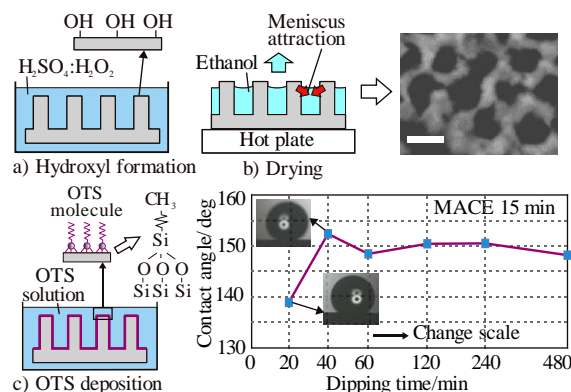 OH OH OH
H2SO4:H2O2
a) Hydroxyl formation
Meniscus
attraction
Ethanol
Hot plate
b) Drying
OTS
molecule
CH3
Si
O O O
Si Si Si
OTS
solution
c) OTS deposition
Contact angle/deg
160
150
140
130
MACE 15 min
Change scale
0 20 40 60 120 240 480
Dipping time/min